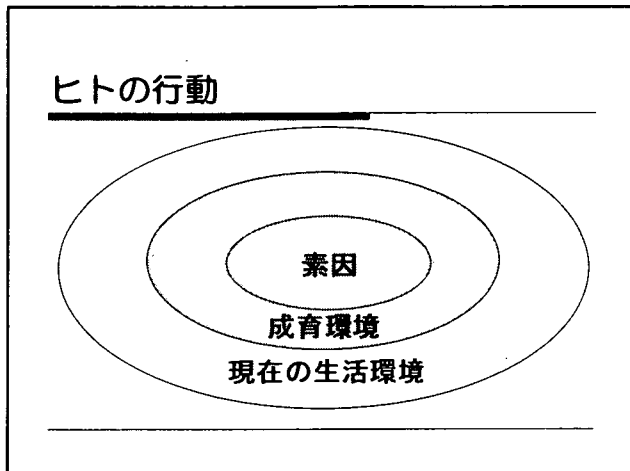 ヒトの行動
素因
成育環境
現在の生活環境